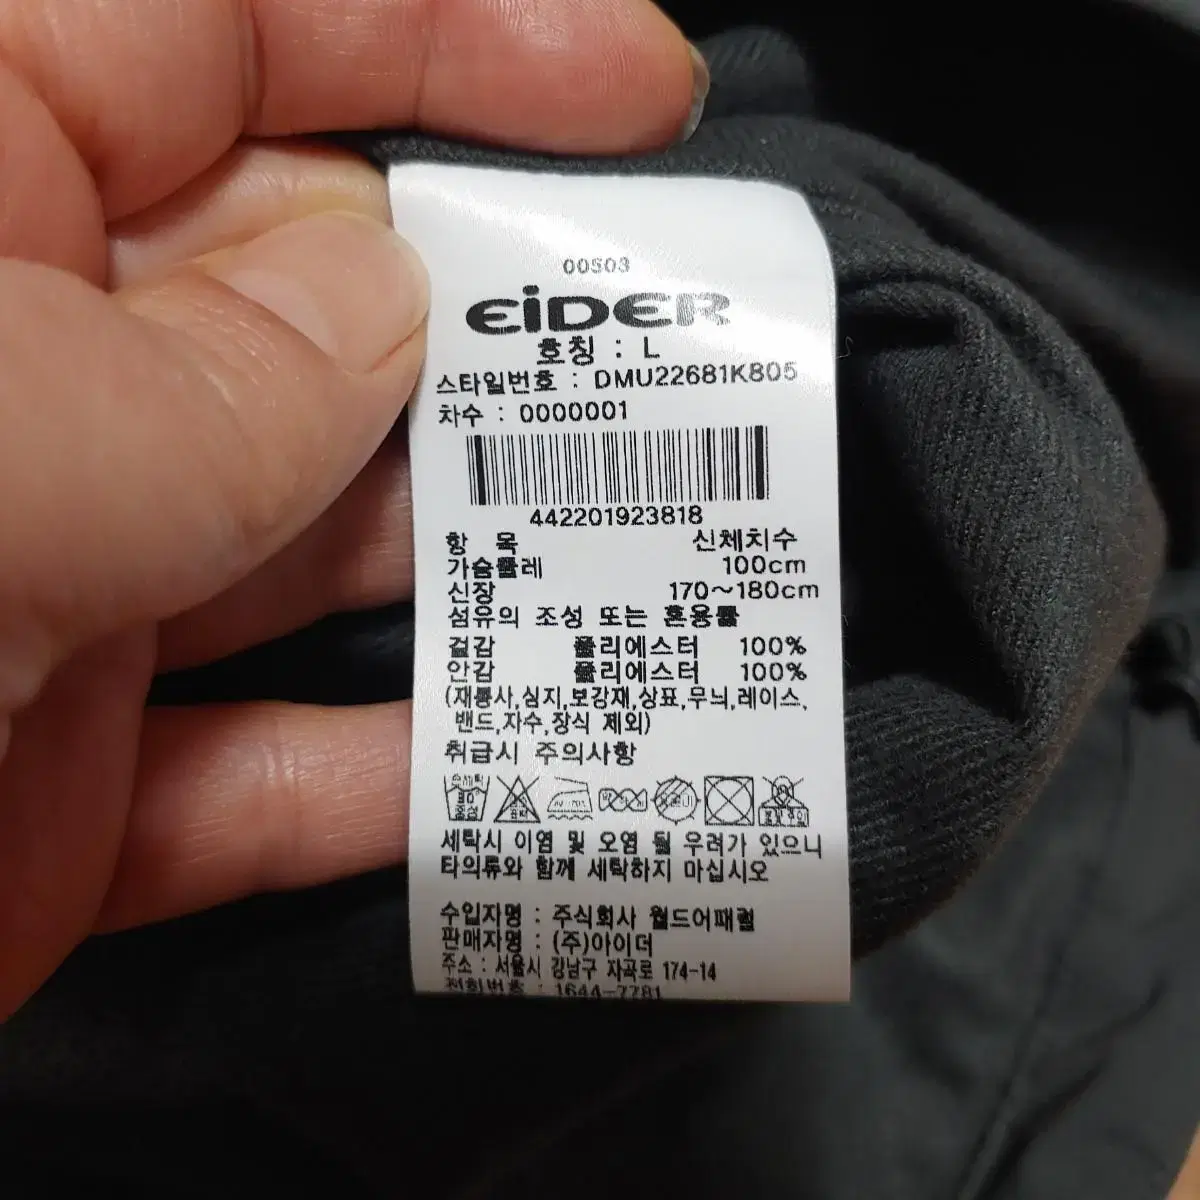 00503
EiDER
호칭 : L
스타일번호 : DMU22681K805
차수 : 0000001
442201923818
항 목 신체치수
가슴둘레 100cm
신장 170~180cm
섬유의 조성 또는 혼용률
겉감 폴리에스터 100%
안감 폴리에스터 100%
(재봉사,심지,보강재,상표,무늬,레이스,
밴드,자수,장식 제외)
취급시 주의사항
세탁시 이염 및 오염 될 우려가 있으니
타의류와 함께 세탁하지 마십시오
수입자명 : 주식회사 월드어패럴
판매자명 : (주)아이더
주소 : 서울시 강남구 자곡로 174-14
전화번호 : 1644-7781